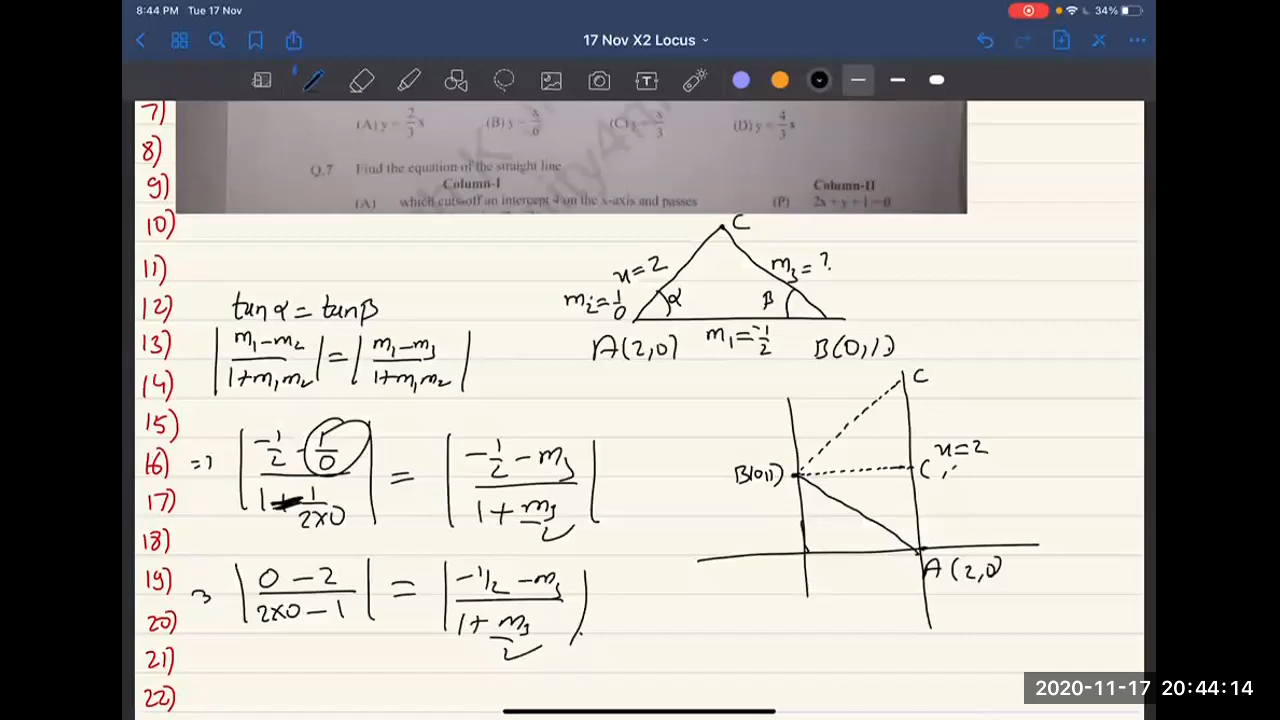 8:44 PM Tue 17 Nov
34%
17 Nov X2 Locus
7)
(A) y = 2/3 x (B) y = x/6 (C) y = x/3 (D) y = 4/3 x
8)
Q.7 Find the equation of the straight line
9)
Column-I Column-II
(A) which cuts-off an intercept 4 on the x-axis and passes (P) 2x + y + 1 = 0
10)
C
11)
x=2 m₃ = ?
12)
tanα = tanβ
m₂ = 1/0 α β
13)
|(m₁-m₂)/(1+m₁m₂)| = |(m₁-m₃)/(1+m₁m₂)|
A(2,0) m₁ = -1/2 B(0,1)
14)
C
15)
16)
⇒ |(-1/2 - 1/0)/(1 - 1/(2×0))| = |(-1/2 - m₃)/(1 + m₃/2)|
B(0,1) C x=2
17)
18)
19)
⇒ |(0-2)/(2×0-1)| = |(-1/2 - m₃)/(1 + m₃/2)|
A(2,0)
20)
21)
22)
2020-11-17 20:44:14